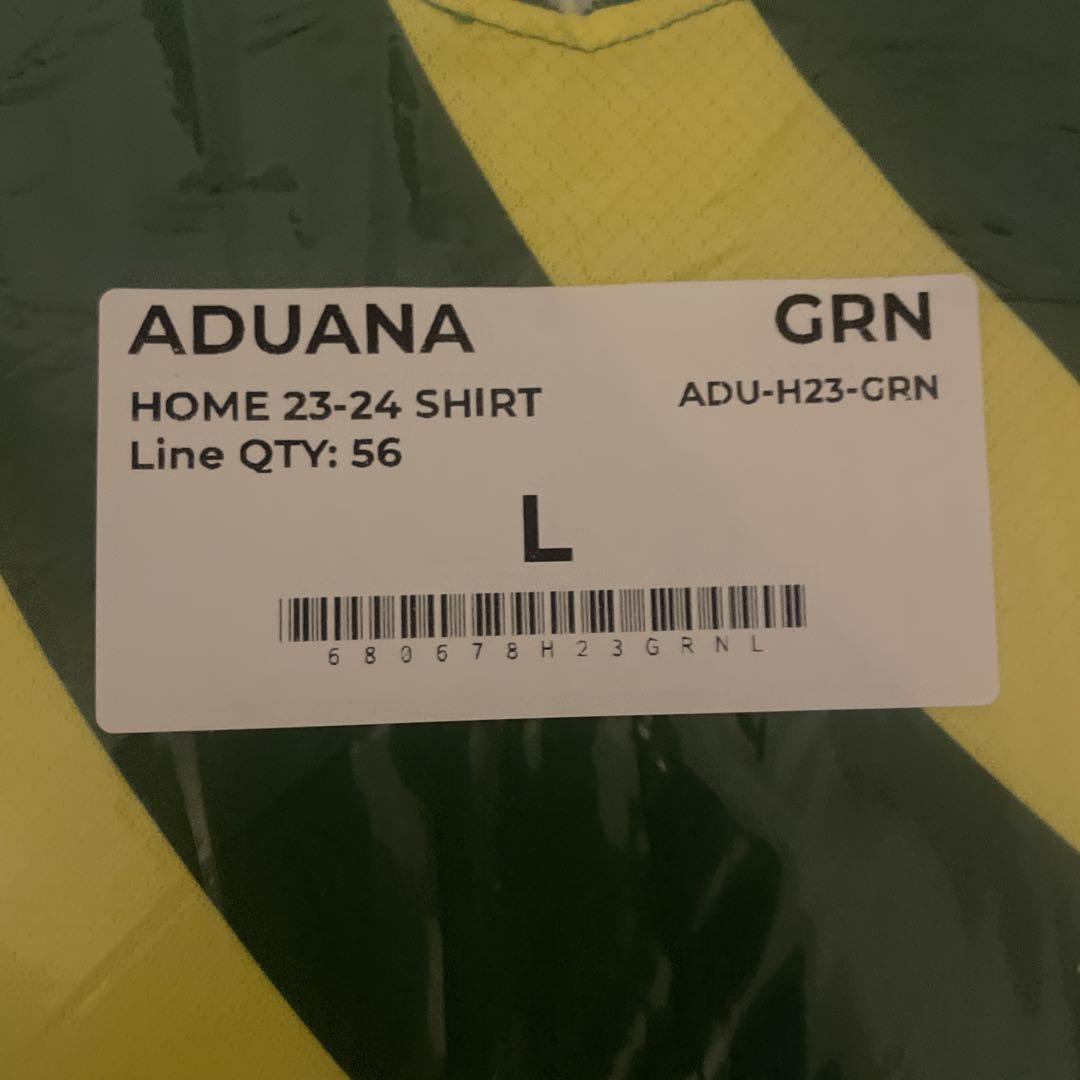 ADUANA GRN
HOME 23-24 SHIRT ADU-H23-GRN
Line QTY: 56
L
680678H23GRNL